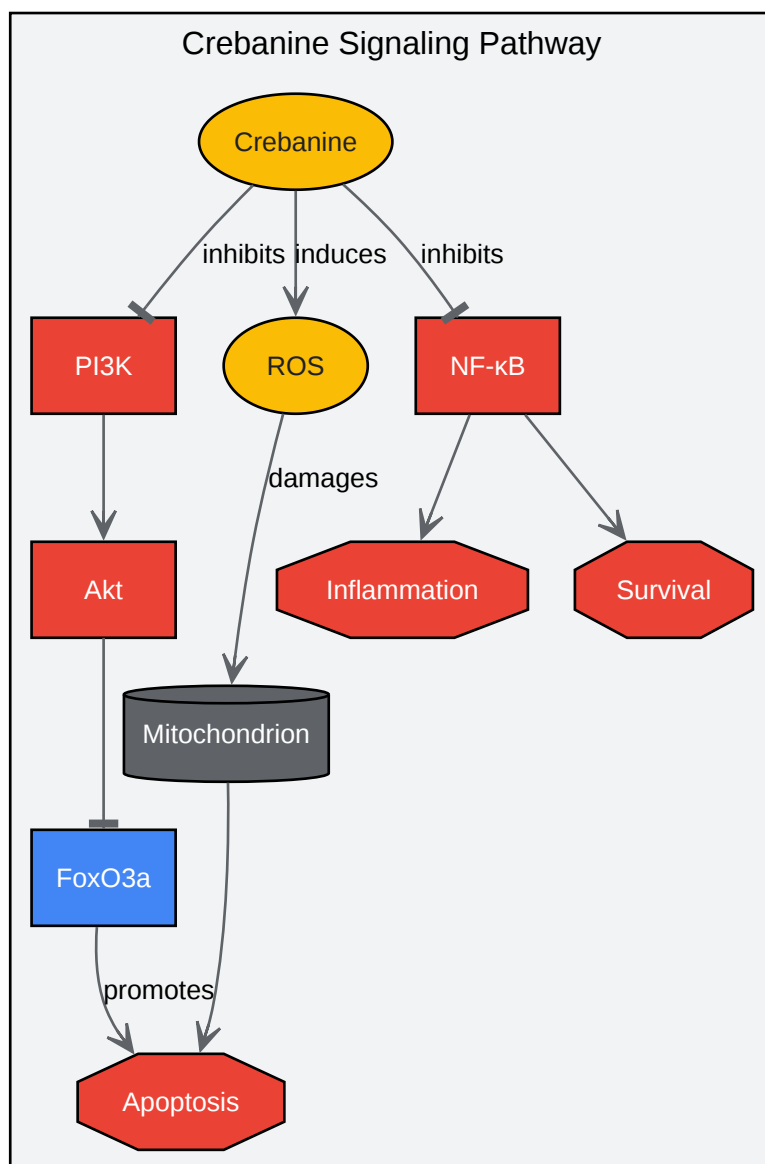 Crebanine Signaling Pathway
Crebanine
inhibits
induces
inhibits
PI3K
ROS
NF-κB
damages
Akt
Inflammation
Survival
Mitochondrion
FoxO3a
promotes
Apoptosis